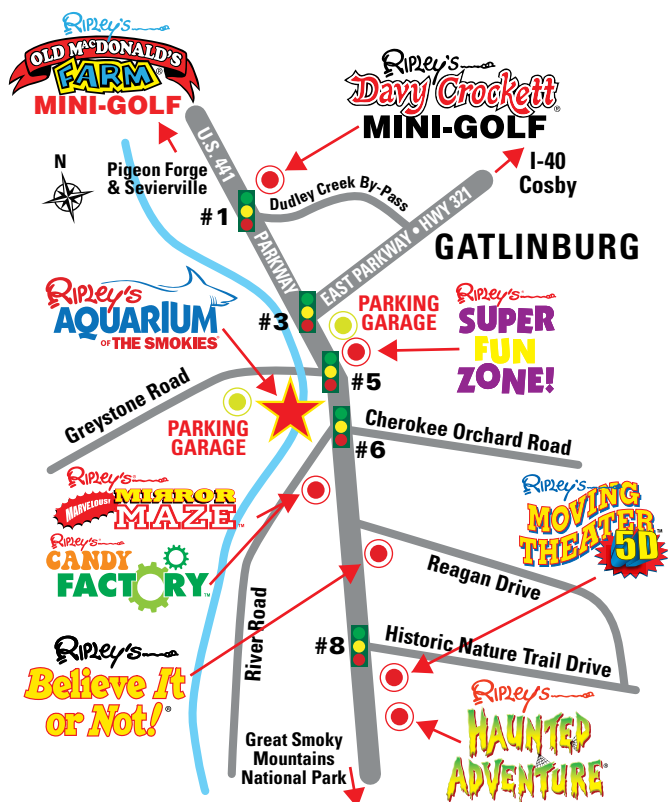 Ripley's
OLD MACDONALD'S
FARM®
MINI-GOLF
Ripley's
Davy Crockett®
MINI-GOLF
N
Pigeon Forge
& Sevierville
U.S. 441
I-40
Cosby
Dudley Creek By-Pass
#1
PARKWAY
EAST PARKWAY • HWY 321
GATLINBURG
Ripley's
AQUARIUM
OF THE SMOKIES®
#3
PARKING
GARAGE
Ripley's®
SUPER
FUN
ZONE!
#5
Greystone Road
PARKING
GARAGE
#6
Cherokee Orchard Road
Ripley's®
MARVELOUS!
MIRROR
MAZE™
Ripley's®
CANDY
FACTORY™
Ripley's
MOVING
THEATER™
5D
Reagan Drive
River Road
#8
Historic Nature Trail Drive
Ripley's
Believe It
or Not!®
Ripley's
HAUNTED
ADVENTURE®
Great Smoky
Mountains
National Park